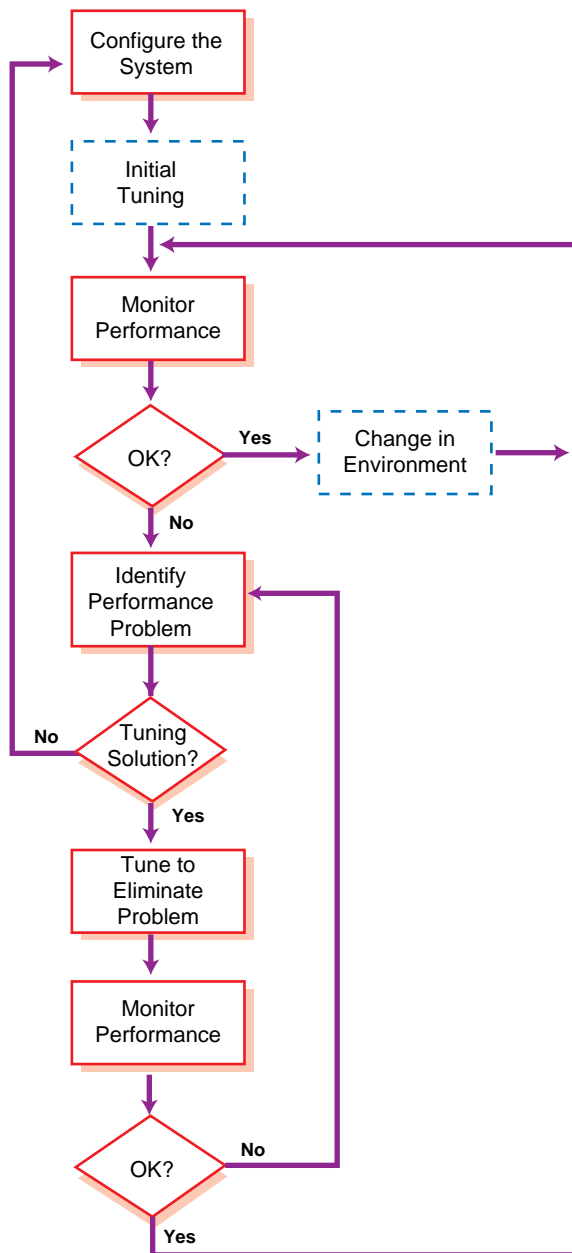 Configure the
System
Initial
Tuning
Monitor
Performance
OK?
Yes
Change in
Environment
No
Identify
Performance
Problem
No
Tuning
Solution?
Yes
Tune to
Eliminate
Problem
Monitor
Performance
OK?
No
Yes